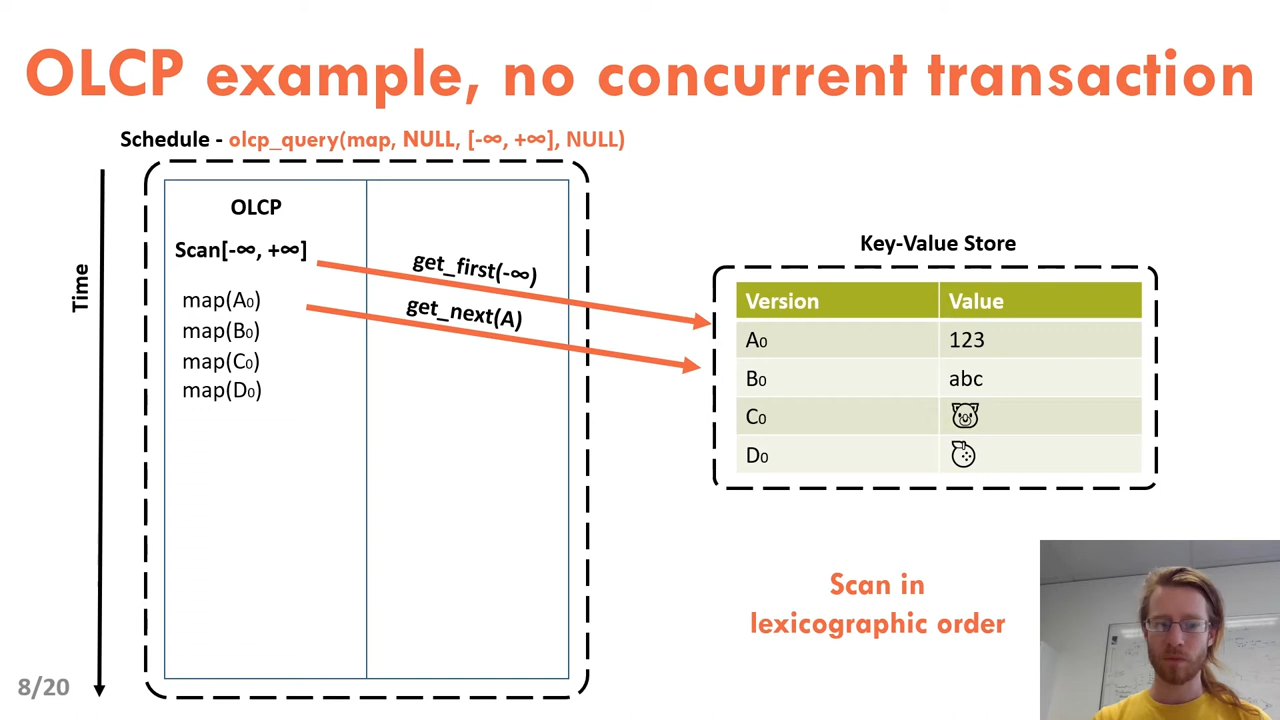 OLCP example, no concurrent transaction
Schedule - olcp_query(map, NULL, [-∞, +∞], NULL)
Time
OLCP
Scan[-∞, +∞]
map(A₀)
map(B₀)
map(C₀)
map(D₀)
get_first(-∞)
get_next(A)
Key-Value Store
Version Value
A₀ 123
B₀ abc
C₀
D₀
Scan in
lexicographic order
8/20